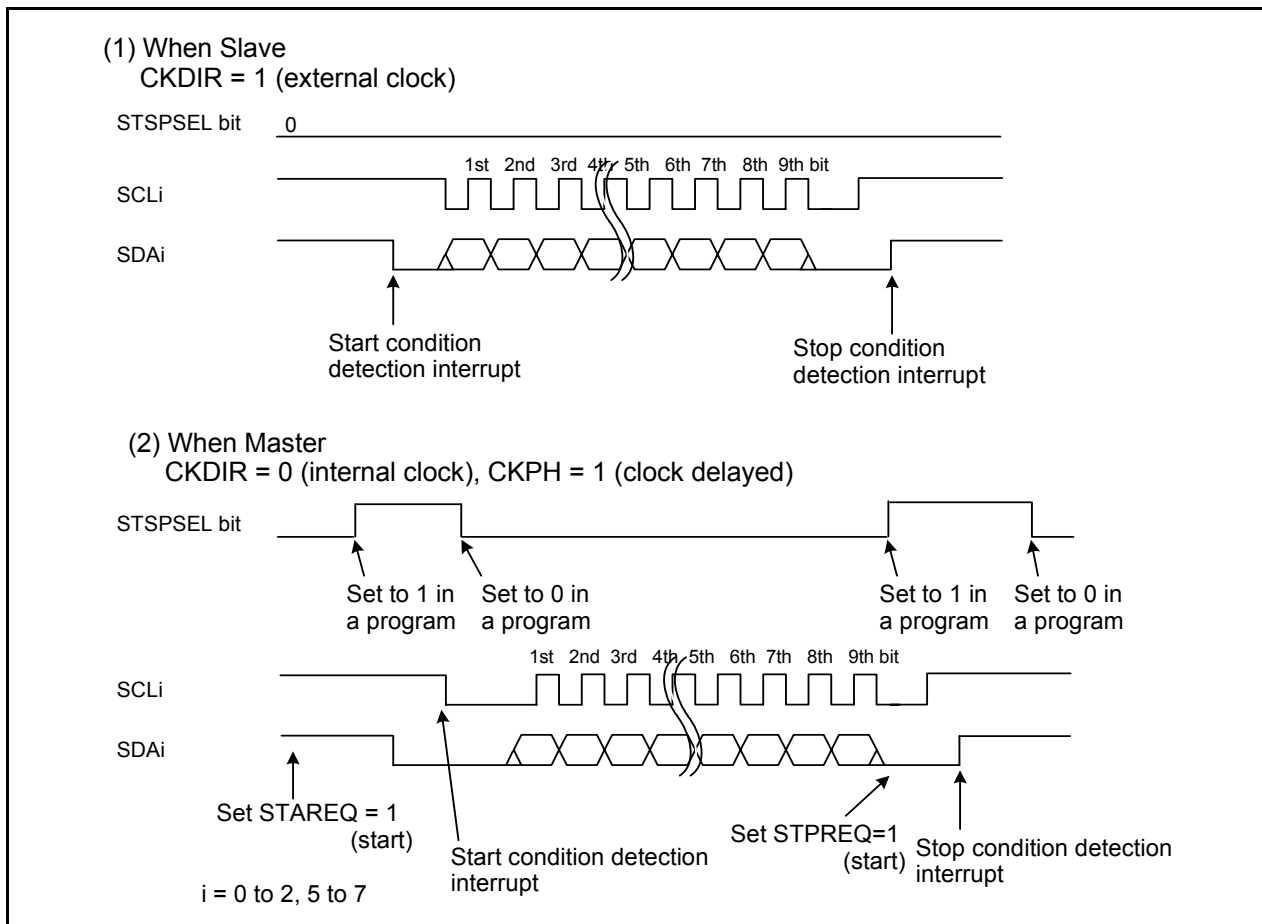 (1) When Slave
CKDIR = 1 (external clock)
STSPSEL bit
0
1st 2nd 3rd 4th 5th 6th 7th 8th 9th bit
SCLi
SDAi
Start condition
detection interrupt
Stop condition
detection interrupt
(2) When Master
CKDIR = 0 (internal clock), CKPH = 1 (clock delayed)
STSPSEL bit
Set to 1 in
a program
Set to 0 in
a program
Set to 1 in
a program
Set to 0 in
a program
1st 2nd 3rd 4th 5th 6th 7th 8th 9th bit
SCLi
SDAi
Set STAREQ = 1
(start)
Start condition detection
interrupt
Set STPREQ=1
(start)
Stop condition detection
interrupt
i = 0 to 2, 5 to 7